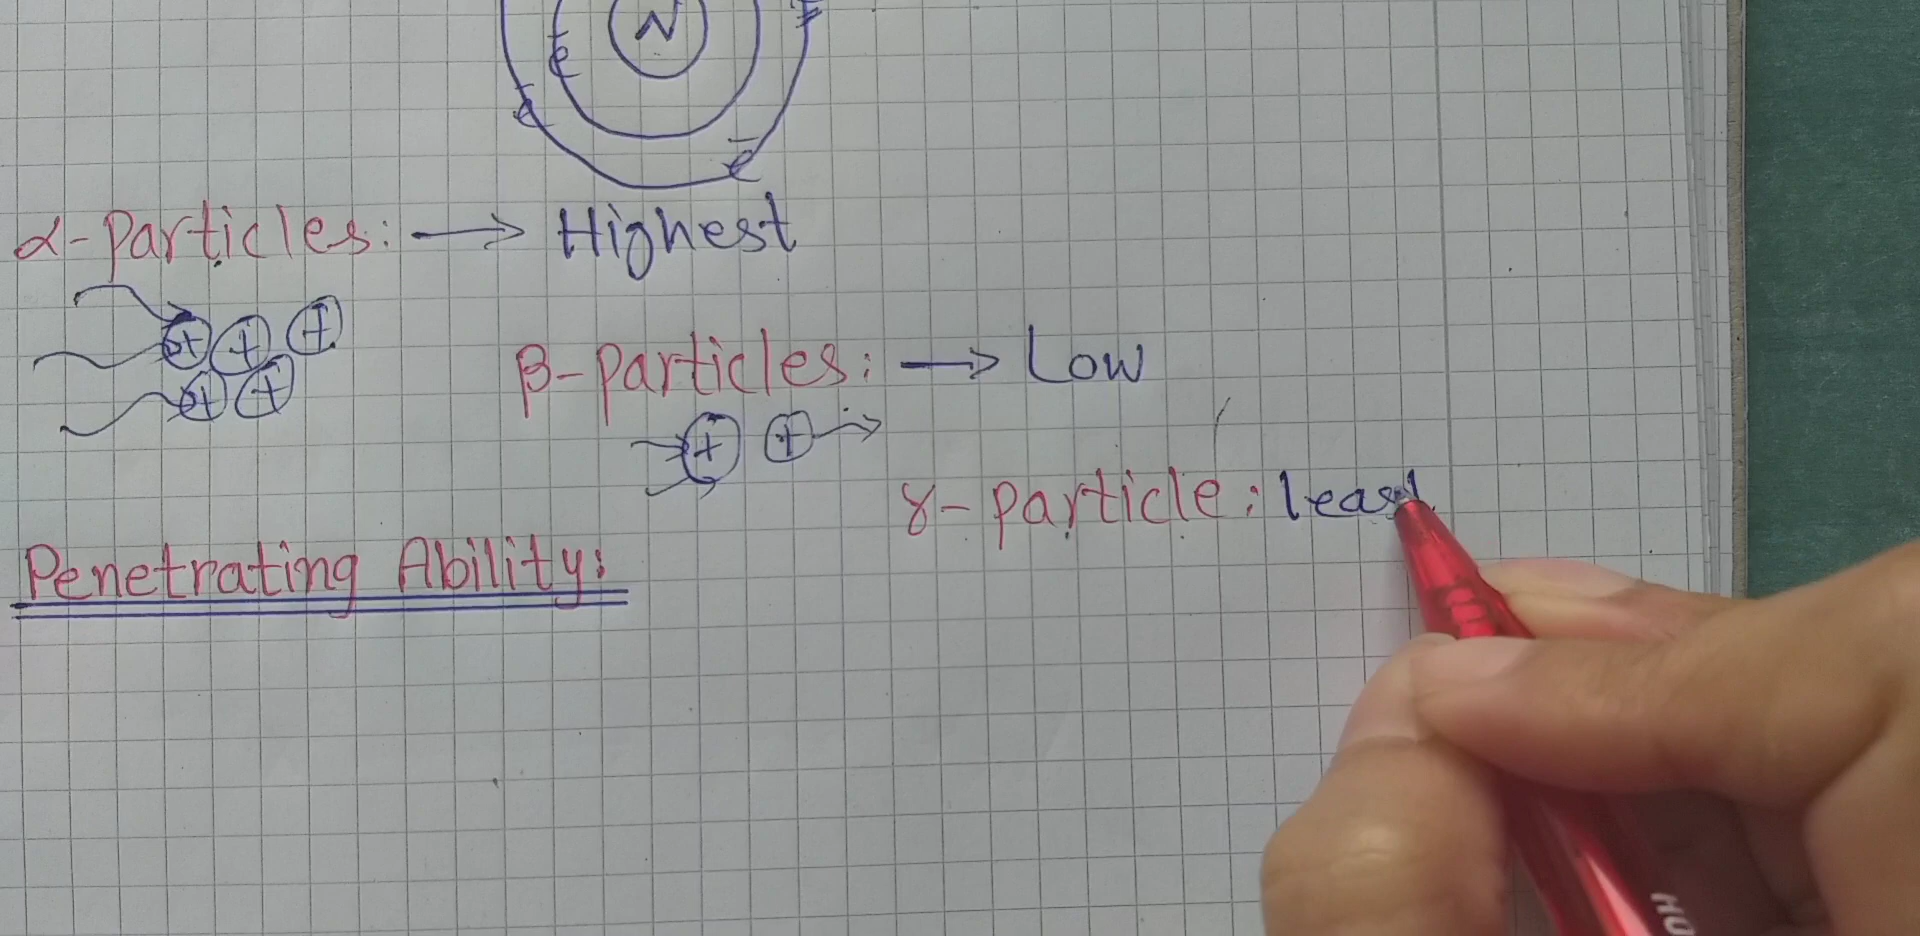 N
e
e
e
α-Particles: → Highest
+ + +
+ +
β-Particles: → Low
+ +
γ-particle: least
Penetrating Ability: